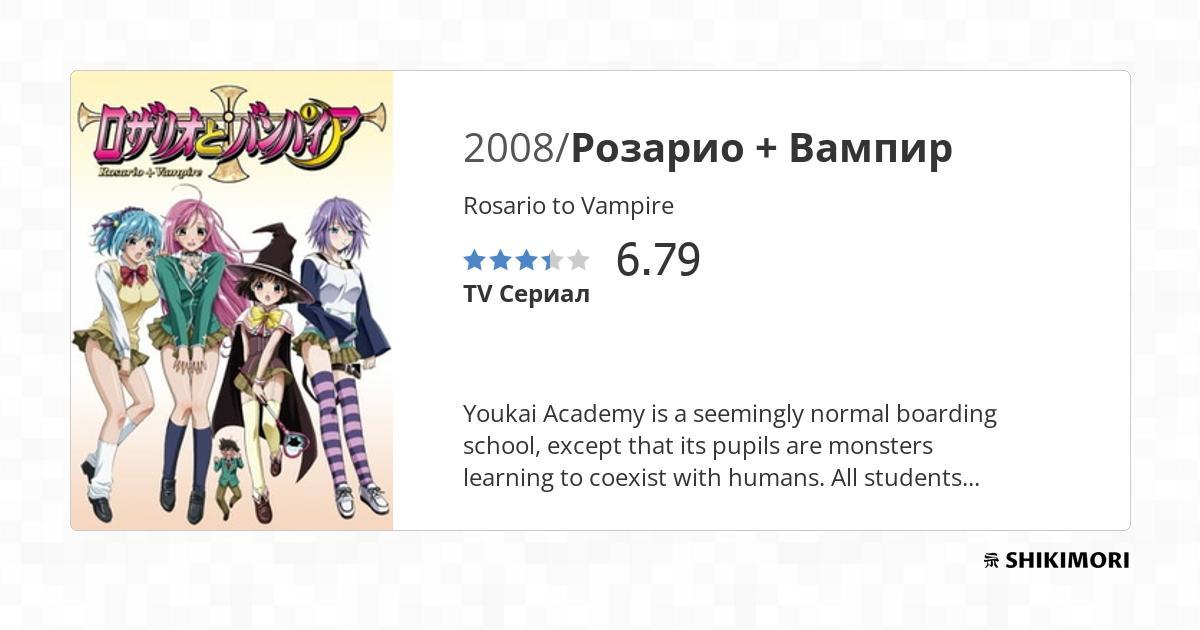 ロザリオとバンパイア
Rosario + Vampire
2008/Розарио + Вампир
Rosario to Vampire
6.79
TV Сериал
Youkai Academy is a seemingly normal boarding
school, except that its pupils are monsters
learning to coexist with humans. All students...
SHIKIMORI